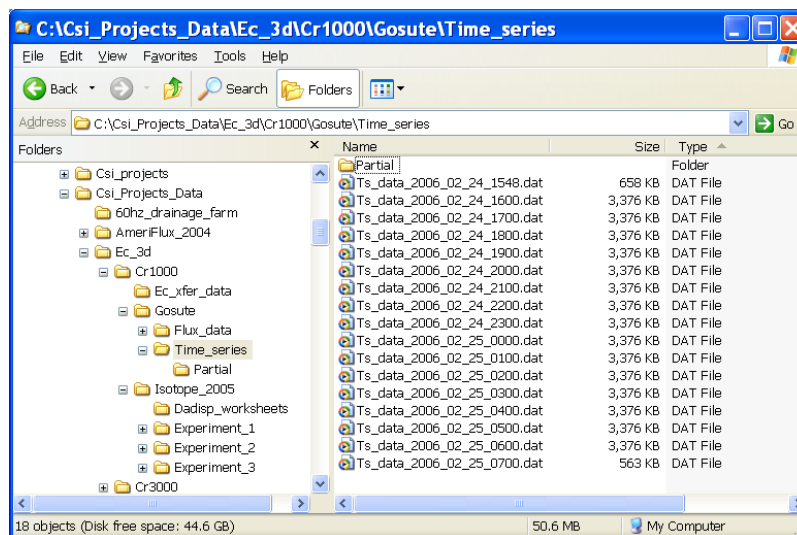 C:\Csi_Projects_Data\Ec_3d\Cr1000\Gosute\Time_series
File Edit View Favorites Tools Help
Back Search Folders
Address C:\Csi_Projects_Data\Ec_3d\Cr1000\Gosute\Time_series Go
Folders x Name Size Type
Partial Folder
Csi_projects Ts_data_2006_02_24_1548.dat 658 KB DAT File
Csi_Projects_Data Ts_data_2006_02_24_1600.dat 3,376 KB DAT File
60hz_drainage_farm Ts_data_2006_02_24_1700.dat 3,376 KB DAT File
AmeriFlux_2004 Ts_data_2006_02_24_1800.dat 3,376 KB DAT File
Ec_3d Ts_data_2006_02_24_1900.dat 3,376 KB DAT File
Cr1000 Ts_data_2006_02_24_2000.dat 3,376 KB DAT File
Ec_xfer_data Ts_data_2006_02_24_2100.dat 3,376 KB DAT File
Gosute Ts_data_2006_02_24_2200.dat 3,376 KB DAT File
Flux_data Ts_data_2006_02_24_2300.dat 3,376 KB DAT File
Time_series Ts_data_2006_02_25_0000.dat 3,376 KB DAT File
Partial Ts_data_2006_02_25_0100.dat 3,376 KB DAT File
Isotope_2005 Ts_data_2006_02_25_0200.dat 3,376 KB DAT File
Dadisp_worksheets Ts_data_2006_02_25_0300.dat 3,376 KB DAT File
Experiment_1 Ts_data_2006_02_25_0400.dat 3,376 KB DAT File
Experiment_2 Ts_data_2006_02_25_0500.dat 3,376 KB DAT File
Experiment_3 Ts_data_2006_02_25_0600.dat 3,376 KB DAT File
Cr3000 Ts_data_2006_02_25_0700.dat 563 KB DAT File
18 objects (Disk free space: 44.6 GB) 50.6 MB My Computer